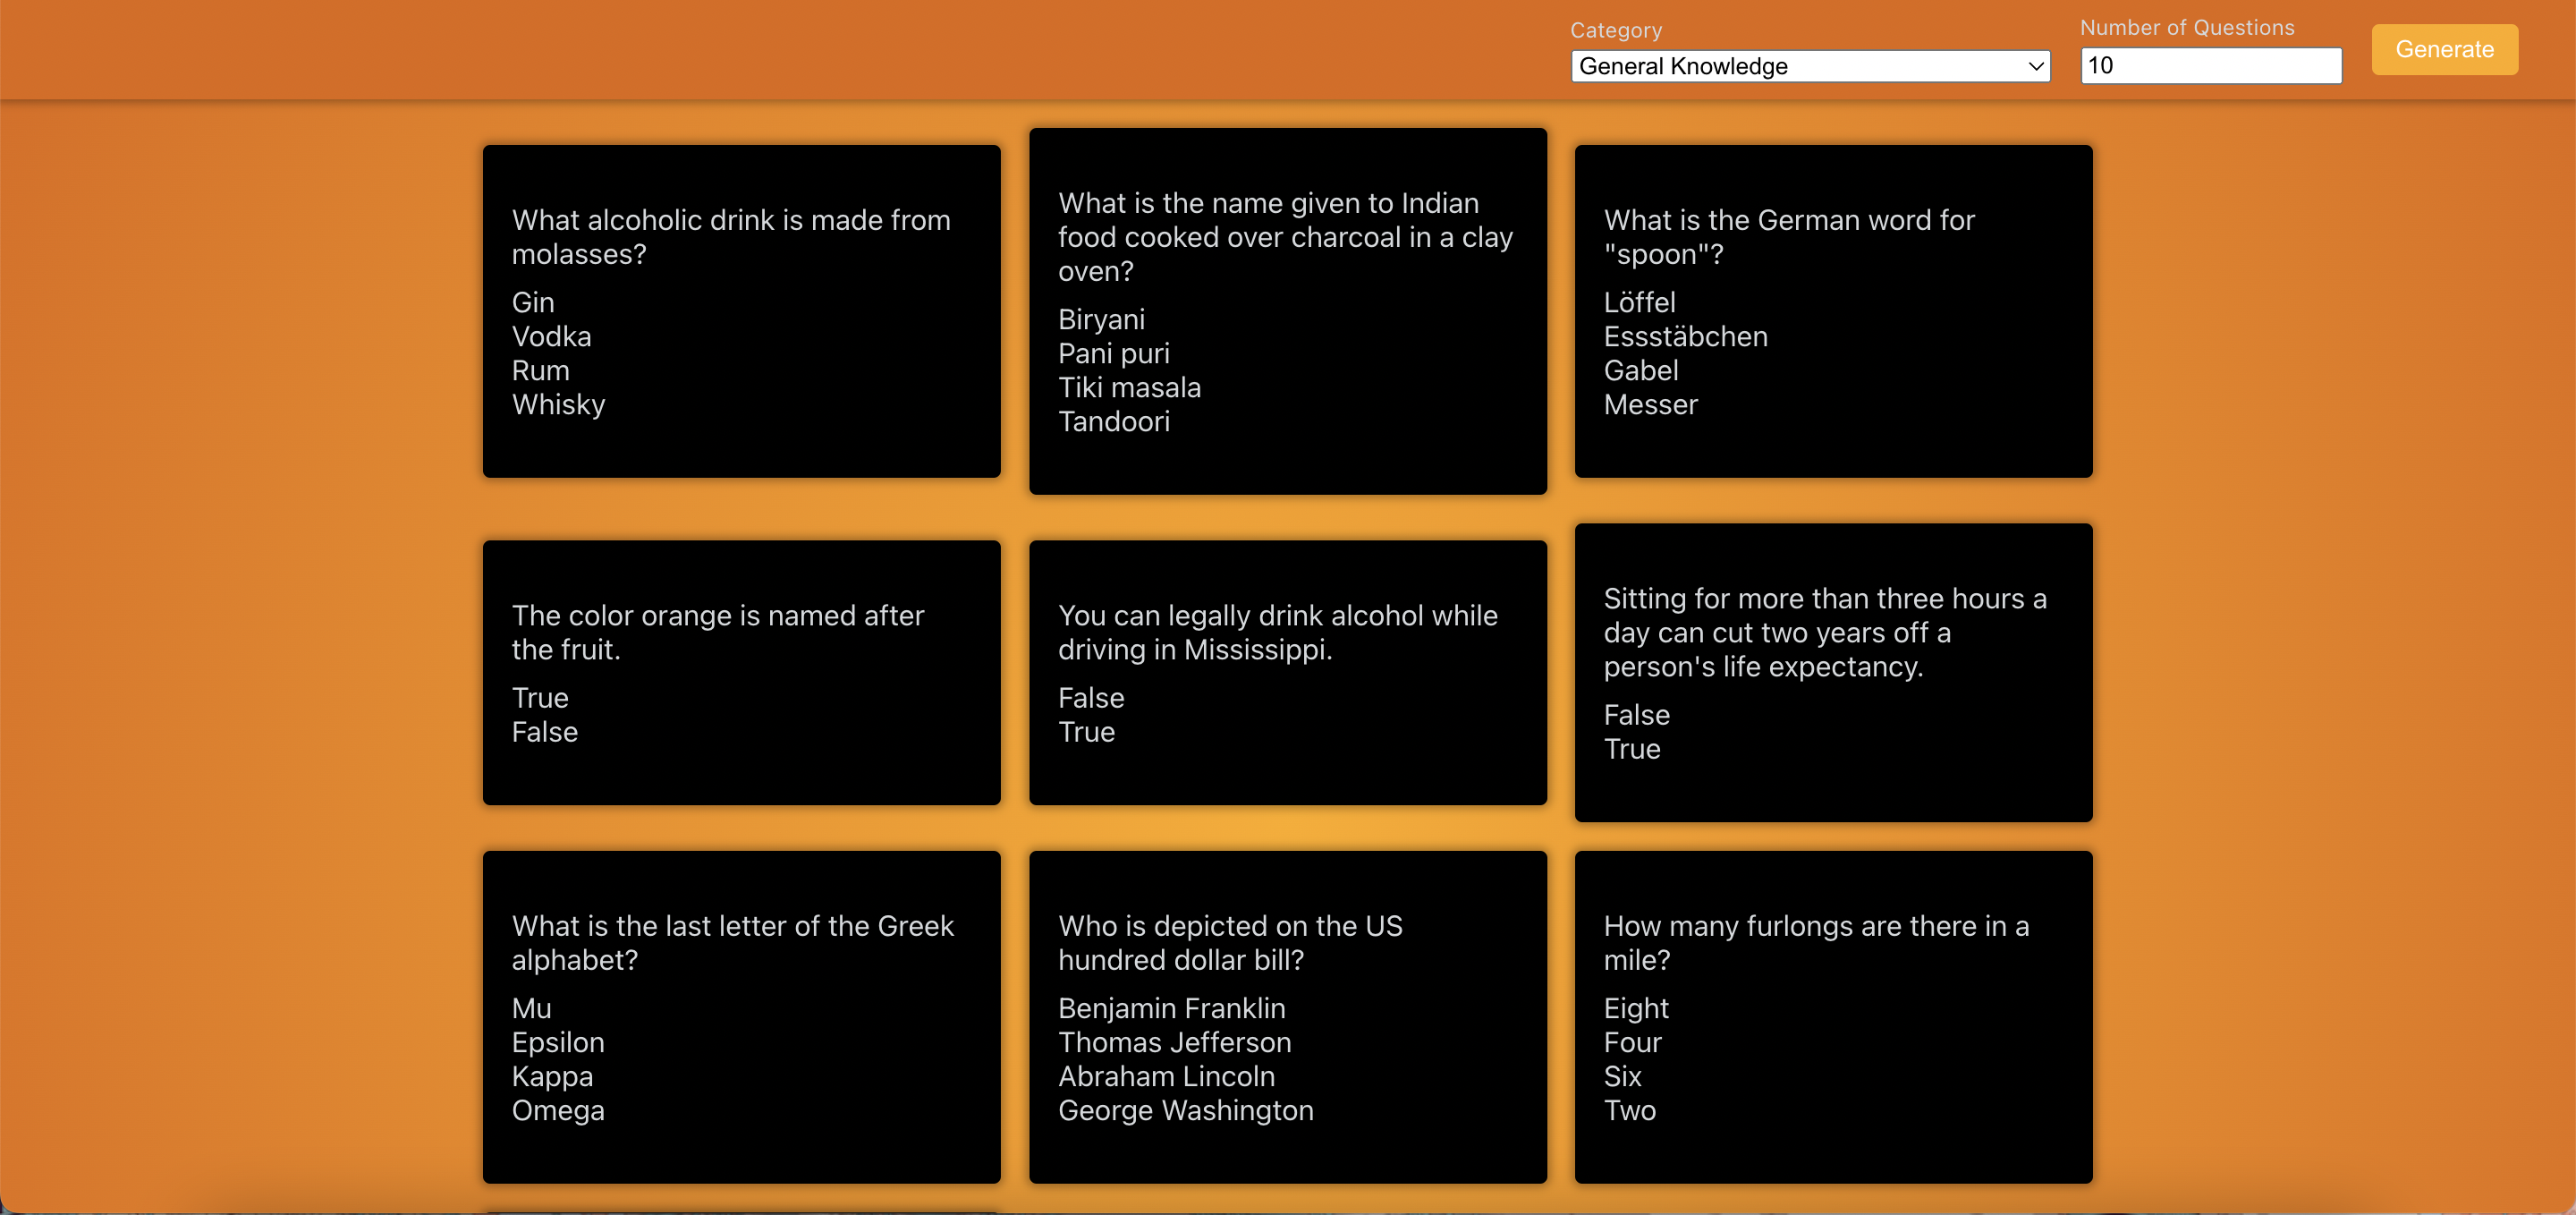 Category
General Knowledge
Number of Questions
10
Generate
What alcoholic drink is made from
molasses?
Gin
Vodka
Rum
Whisky
What is the name given to Indian
food cooked over charcoal in a clay
oven?
Biryani
Pani puri
Tiki masala
Tandoori
What is the German word for
"spoon"?
Löffel
Essstäbchen
Gabel
Messer
The color orange is named after
the fruit.
True
False
You can legally drink alcohol while
driving in Mississippi.
False
True
Sitting for more than three hours a
day can cut two years off a
person's life expectancy.
False
True
What is the last letter of the Greek
alphabet?
Mu
Epsilon
Kappa
Omega
Who is depicted on the US
hundred dollar bill?
Benjamin Franklin
Thomas Jefferson
Abraham Lincoln
George Washington
How many furlongs are there in a
mile?
Eight
Four
Six
Two